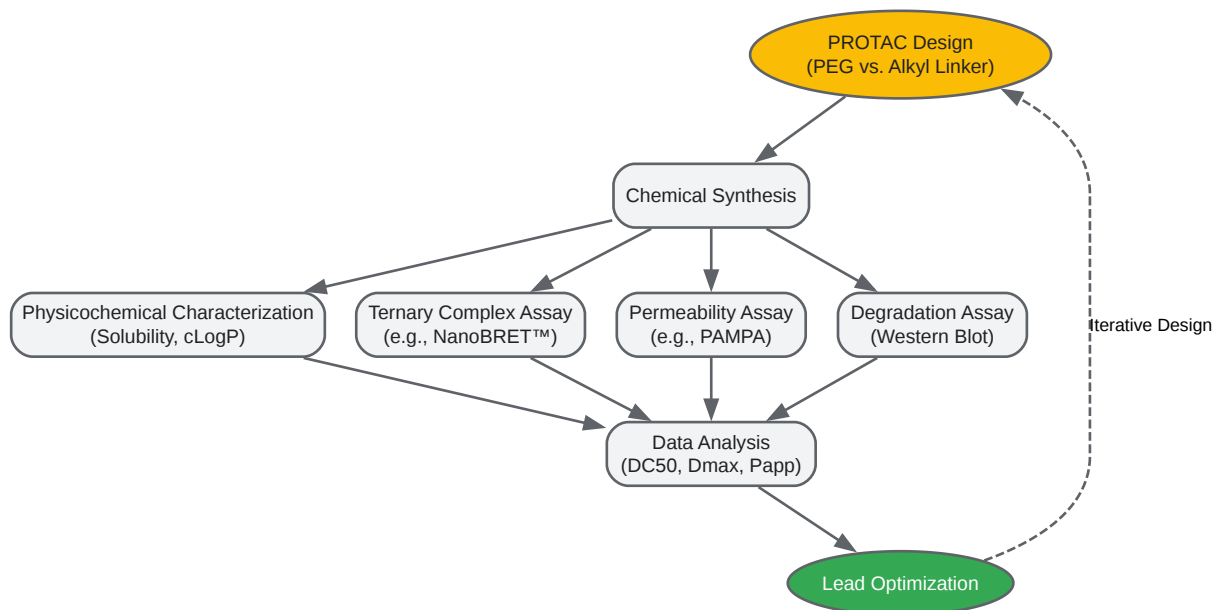 PROTAC Design
(PEG vs. Alkyl Linker)
Chemical Synthesis
Physicochemical Characterization
(Solubility, cLogP)
Ternary Complex Assay
(e.g., NanoBRET™)
Permeability Assay
(e.g., PAMPA)
Degradation Assay
(Western Blot)
Iterative Design
Data Analysis
(DC50, Dmax, Papp)
Lead Optimization